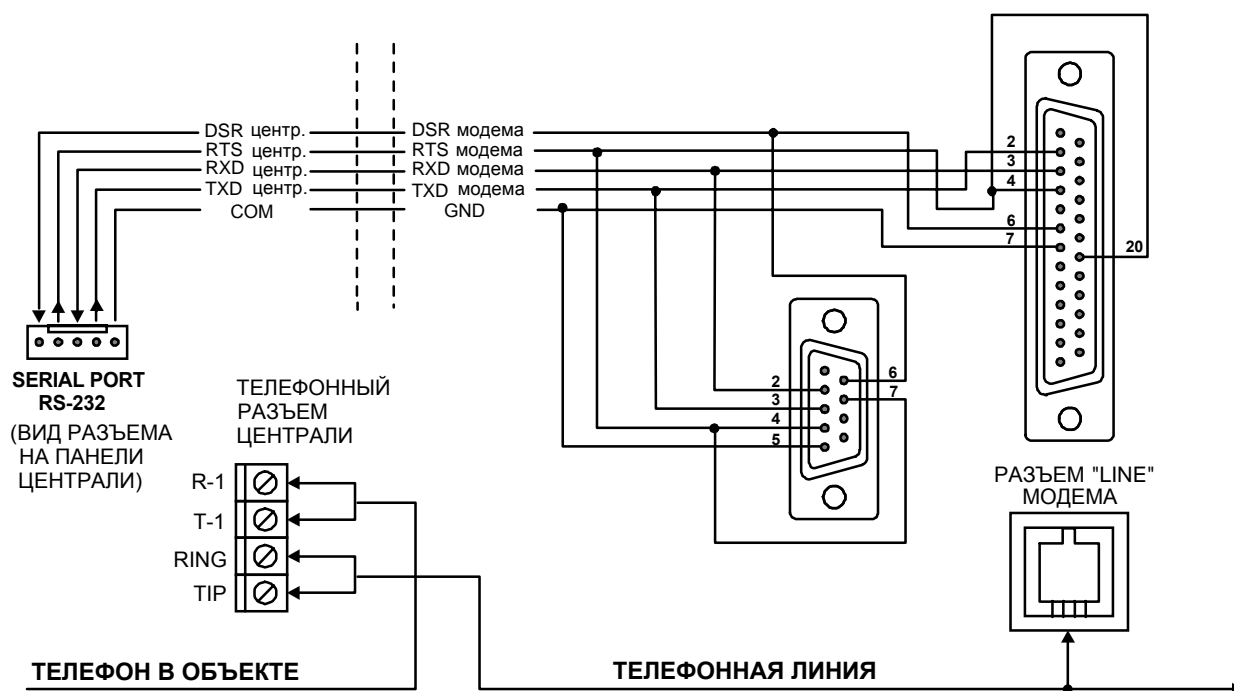 DSR центр.
DSR модема
RTS центр.
RTS модема
RXD центр.
RXD модема
TXD центр.
TXD модема
COM
GND
2
3
4
6
7
20
SERIAL PORT
RS-232
(ВИД РАЗЪЕМА
НА ПАНЕЛИ
ЦЕНТРАЛИ)
ТЕЛЕФОННЫЙ
РАЗЪЕМ
ЦЕНТРАЛИ
2
3
4
5
6
7
R-1
T-1
RING
TIP
РАЗЪЕМ "LINE"
МОДЕМА
ТЕЛЕФОН В ОБЪЕКТЕ
ТЕЛЕФОННАЯ ЛИНИЯ